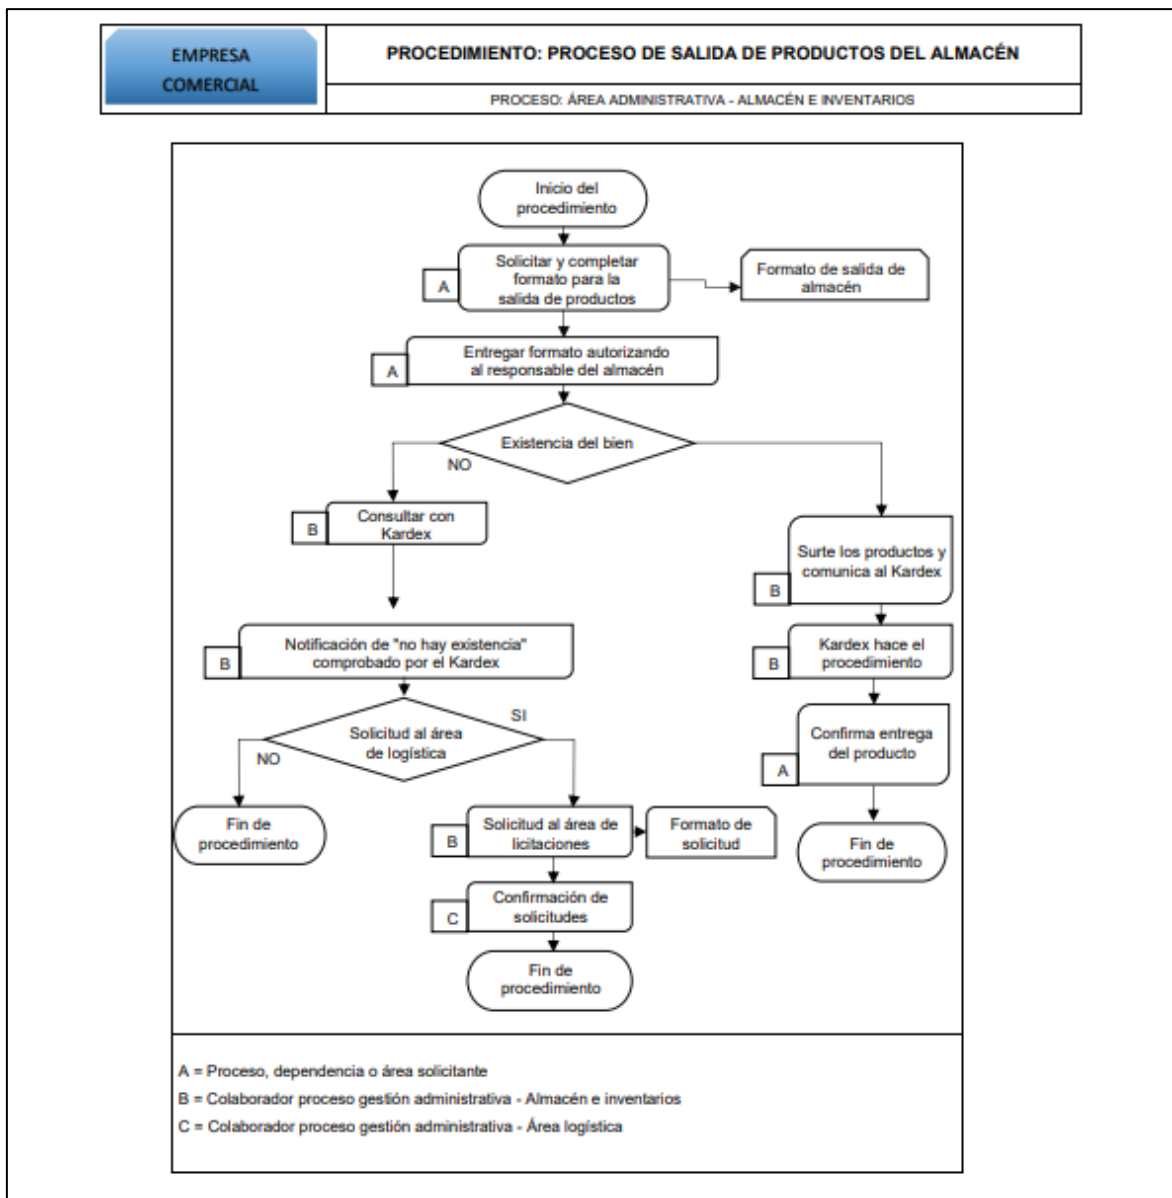 EMPRESA
COMERCIAL
PROCEDIMIENTO: PROCESO DE SALIDA DE PRODUCTOS DEL ALMACÉN
PROCESO: ÁREA ADMINISTRATIVA - ALMACÉN E INVENTARIOS
Inicio del
procedimiento
Solicitar y completar
formato para la
salida de productos
A
Formato de salida de
almacén
Entregar formato autorizando
al responsable del almacén
A
Existencia del bien
NO
Consultar con
Kardex
B
Surte los productos y
comunica al Kardex
B
Notificación de "no hay existencia"
comprobado por el Kardex
B
Kardex hace el
procedimiento
B
Solicitud al área
de logística
SI
NO
Confirma entrega
del producto
A
Fin de
procedimiento
Solicitud al área de
licitaciones
B
Formato de
solicitud
Fin de
procedimiento
Confirmación de
solicitudes
C
Fin de
procedimiento
A = Proceso, dependencia o área solicitante
B = Colaborador proceso gestión administrativa - Almacén e inventarios
C = Colaborador proceso gestión administrativa - Área logística